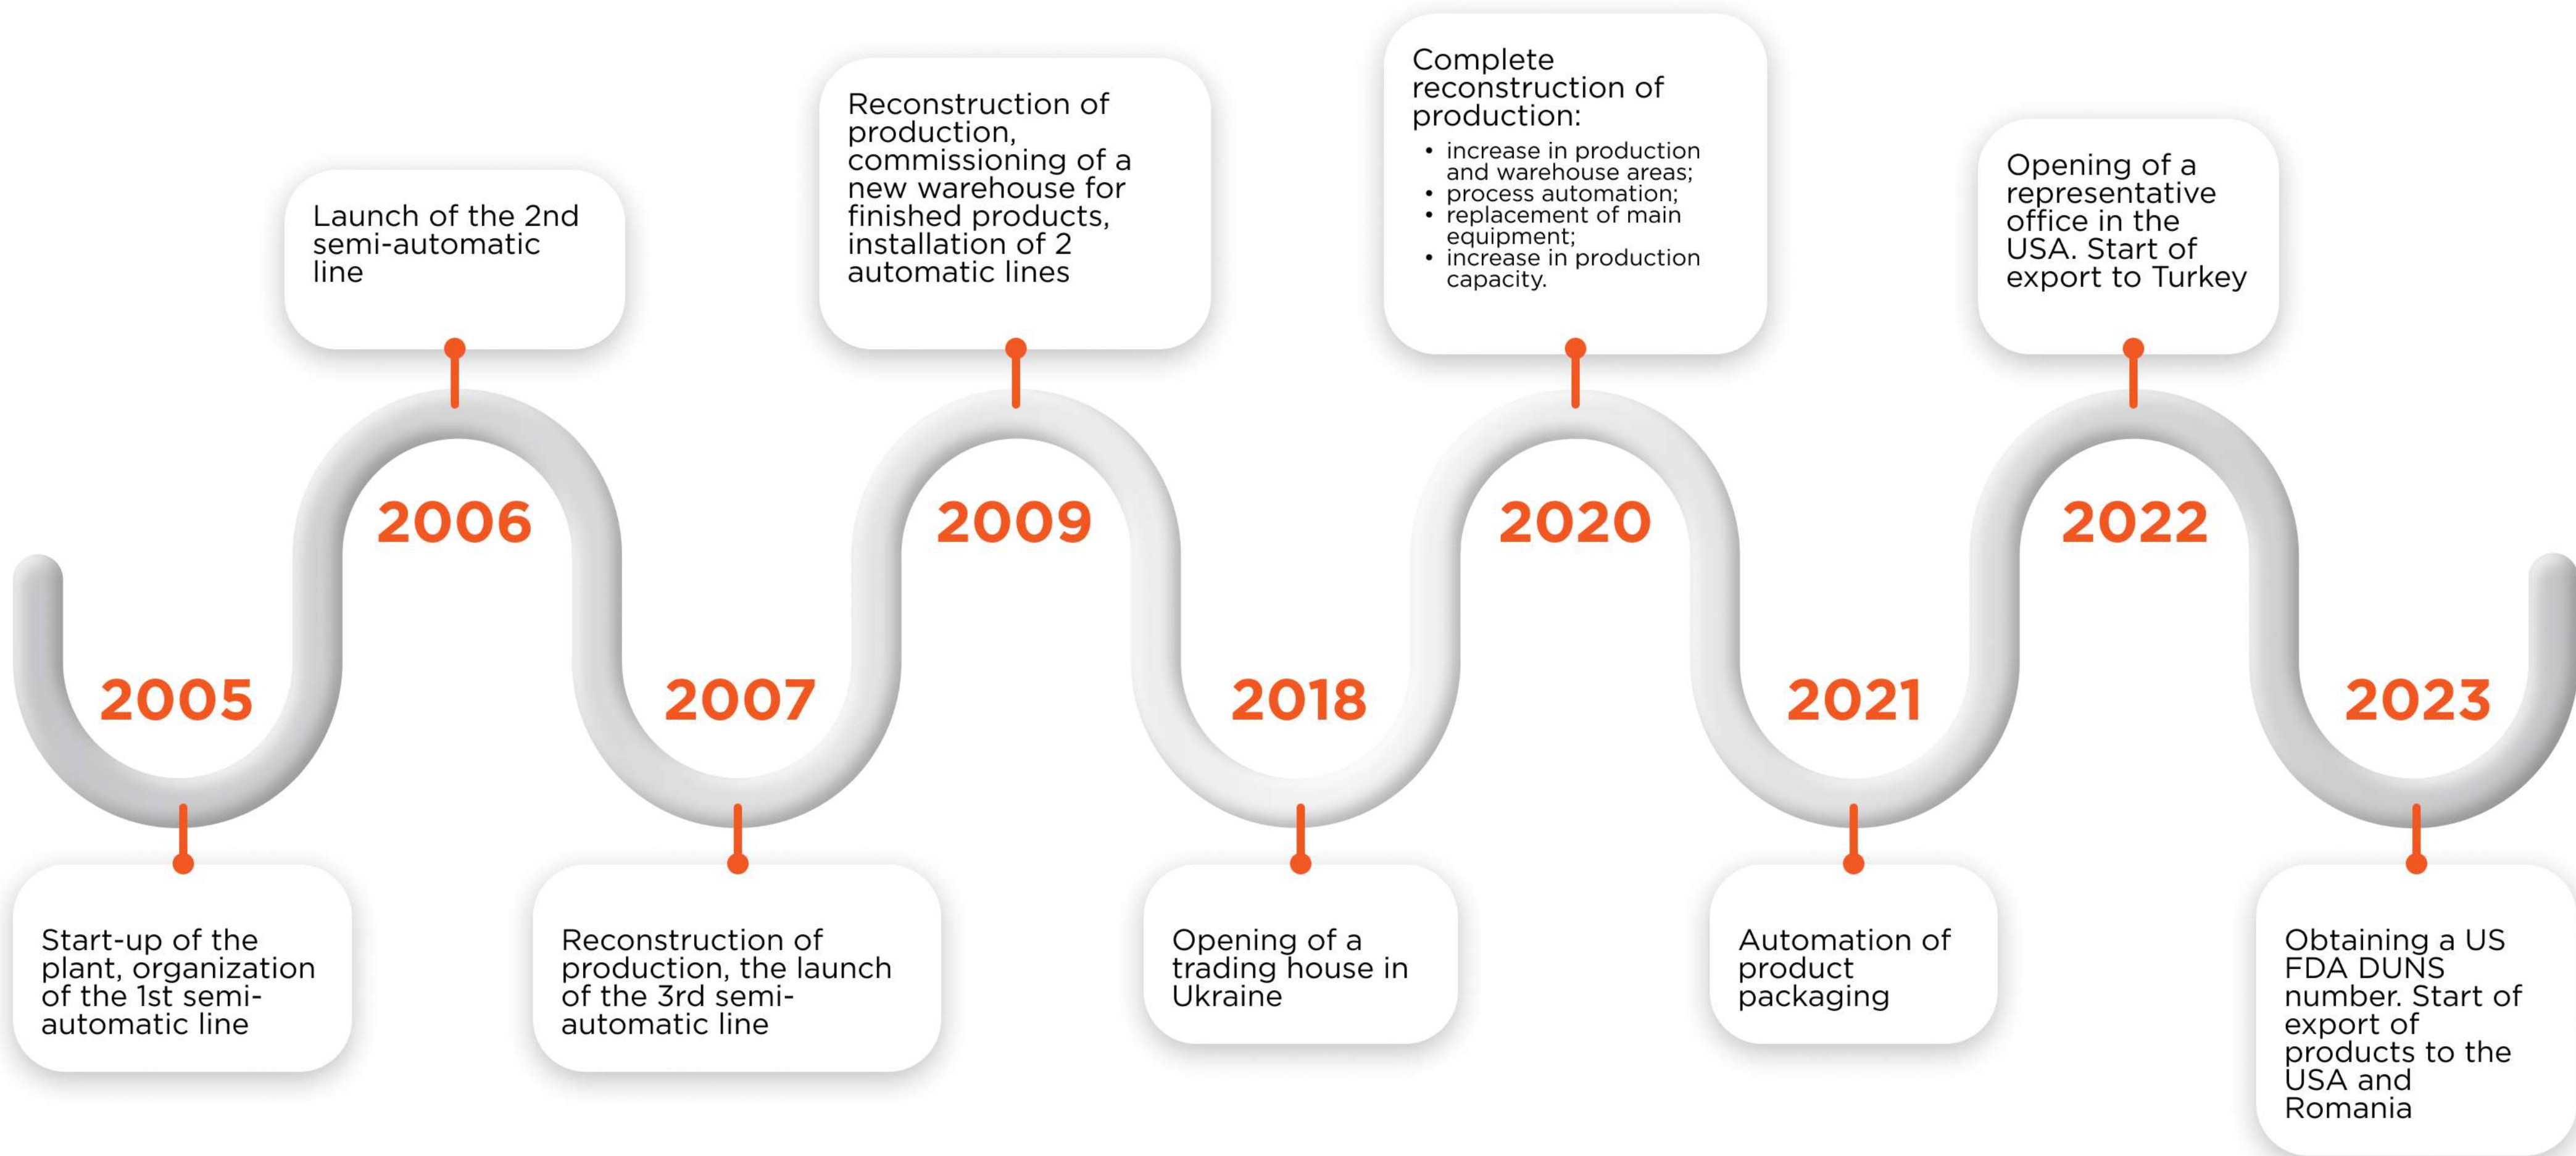 2005
Start-up of the
plant, organization
of the 1st semi-
automatic line
Launch of the 2nd
semi-automatic
line
2006
2007
Reconstruction of
production, the launch
of the 3rd semi-
automatic line
Reconstruction of
production,
commissioning of a
new warehouse for
finished products,
installation of 2
automatic lines
2009
2018
Opening of a
trading house in
Ukraine
Complete
reconstruction of
production:
• increase in production
and warehouse areas;
• process automation;
• replacement of main
equipment;
• increase in production
capacity.
2020
2021
Automation of
product
packaging
Opening of a
representative
office in the
USA. Start of
export to Turkey
2022
2023
Obtaining a US
FDA DUNS
number. Start of
export of
products to the
USA and
Romania